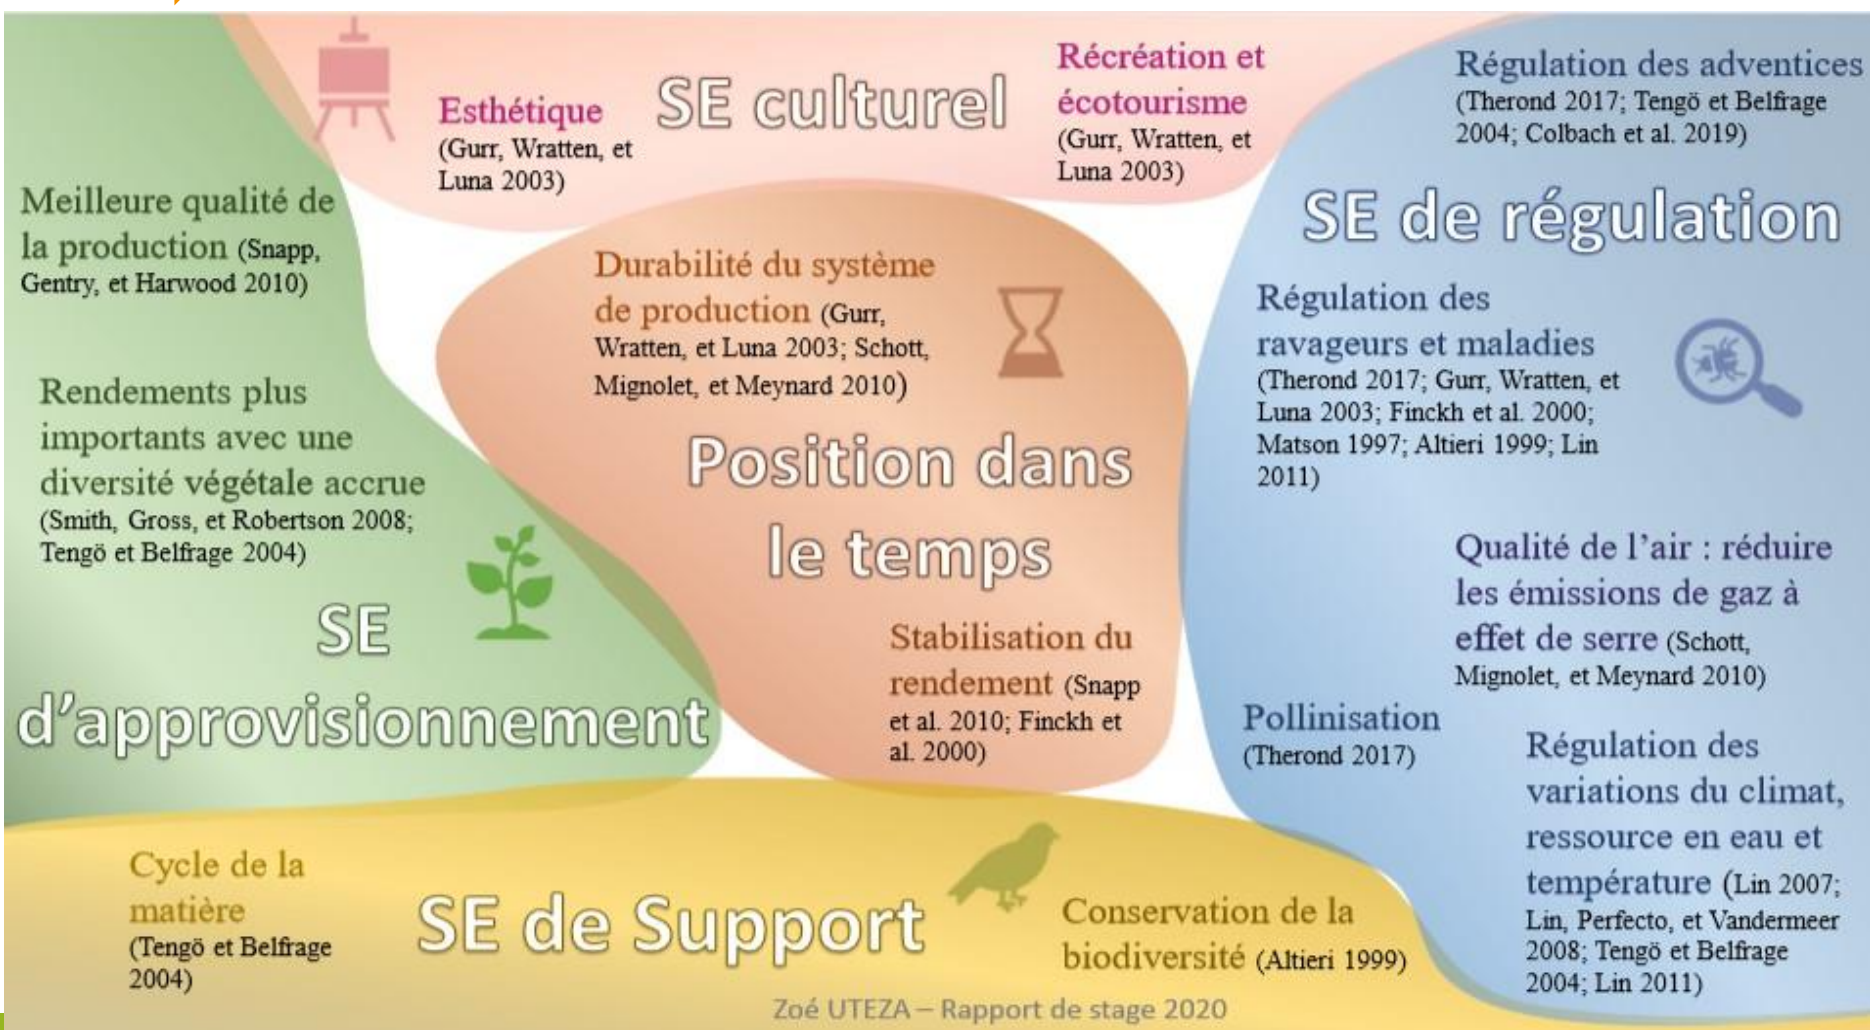 Esthétique
(Gurr, Wratten, et
Luna 2003)
SE culturel
Récréation et
écotourisme
(Gurr, Wratten, et
Luna 2003)
Régulation des adventices
(Therond 2017; Tengö et Belfrage
2004; Colbach et al. 2019)
SE de régulation
Meilleure qualité de
la production (Snapp,
Gentry, et Harwood 2010)
Rendements plus
importants avec une
diversité végétale accrue
(Smith, Gross, et Robertson 2008;
Tengö et Belfrage 2004)
SE
d’approvisionnement
Durabilité du système
de production (Gurr,
Wratten, et Luna 2003; Schott,
Mignolet, et Meynard 2010)
Position dans
le temps
Stabilisation du
rendement (Snapp
et al. 2010; Finckh et
al. 2000)
Régulation des
ravageurs et maladies
(Therond 2017; Gurr, Wratten, et
Luna 2003; Finckh et al. 2000;
Matson 1997; Altieri 1999; Lin
2011)
Qualité de l’air : réduire
les émissions de gaz à
effet de serre (Schott,
Mignolet, et Meynard 2010)
Pollinisation
(Therond 2017)
Régulation des
variations du climat,
ressource en eau et
température (Lin 2007;
Lin, Perfecto, et Vandermeer
2008; Tengö et Belfrage
2004; Lin 2011)
Cycle de la
matière
(Tengö et Belfrage
2004)
SE de Support
Conservation de la
biodiversité (Altieri 1999)
Zoé UTEZA – Rapport de stage 2020